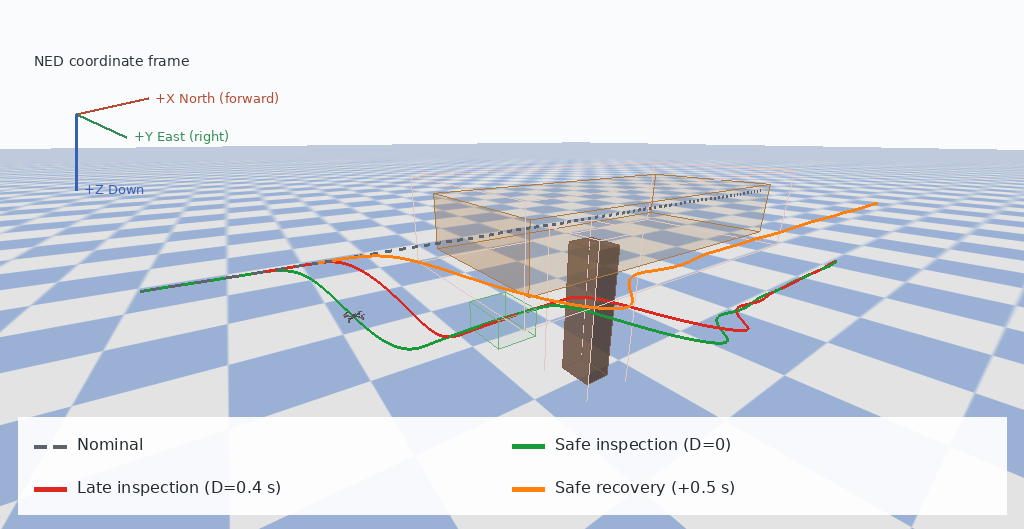 NED coordinate frame
+X North (forward)
+Y East (right)
+Z Down
Nominal
Safe inspection (D=0)
Late inspection (D=0.4 s)
Safe recovery (+0.5 s)